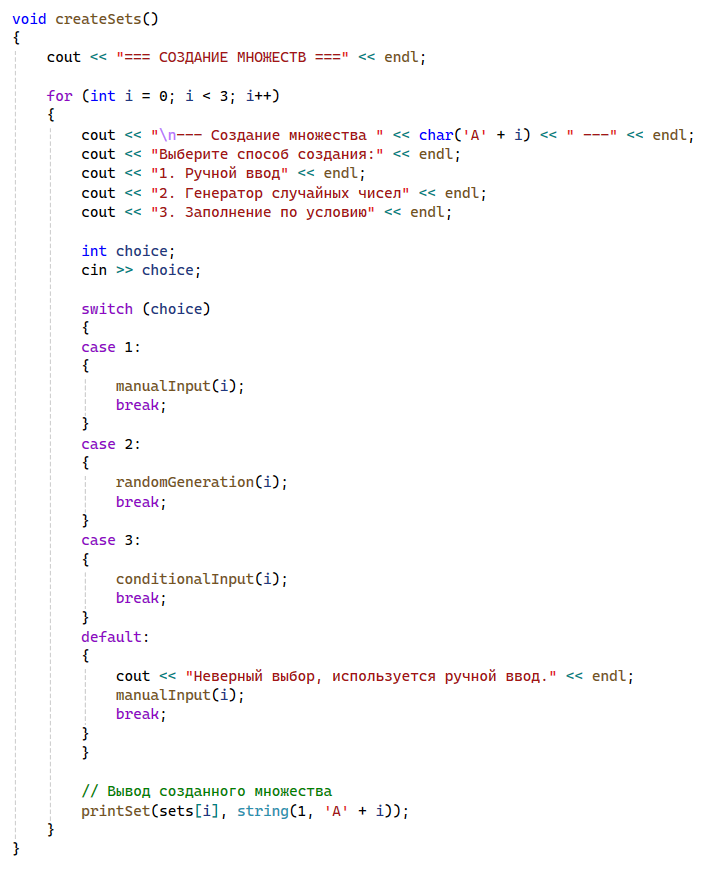 void createSets()
{
    cout << "=== СОЗДАНИЕ МНОЖЕСТВ ===" << endl;

    for (int i = 0; i < 3; i++)
    {
        cout << "\n--- Создание множества " << char('A' + i) << " ---" << endl;
        cout << "Выберите способ создания:" << endl;
        cout << "1. Ручной ввод" << endl;
        cout << "2. Генератор случайных чисел" << endl;
        cout << "3. Заполнение по условию" << endl;

        int choice;
        cin >> choice;

        switch (choice)
        {
        case 1:
        {
            manualInput(i);
            break;
        }
        case 2:
        {
            randomGeneration(i);
            break;
        }
        case 3:
        {
            conditionalInput(i);
            break;
        }
        default:
        {
            cout << "Неверный выбор, используется ручной ввод." << endl;
            manualInput(i);
            break;
        }
        }

        // Вывод созданного множества
        printSet(sets[i], string(1, 'A' + i));
    }
}